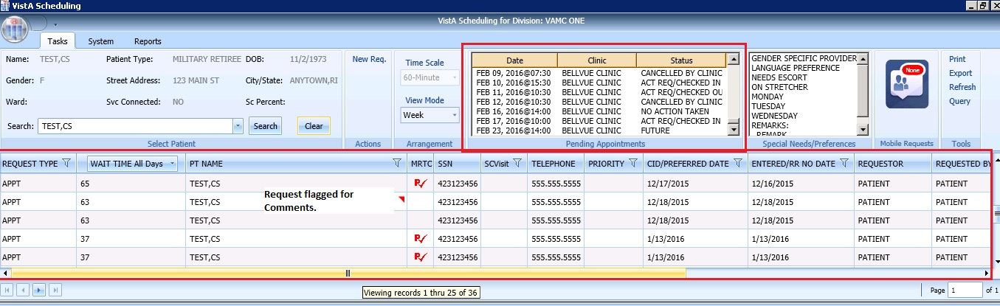 VistA Scheduling
VistA Scheduling for Division: VAMC ONE
Tasks System Reports
Name: TEST,CS Patient Type: MILITARY RETIREE DOB: 11/2/1973
Gender: F Street Address: 123 MAIN ST City/State: ANYTOWN,RI
Ward: Svc Connected: NO Sc Percent:
Search: TEST,CS Search Clear
Select Patient
New Req.
Actions
Time Scale
60-Minute
View Mode
Week
Arrangement
Date Clinic Status
FEB 09, 2016@07:30 BELLVUE CLINIC CANCELLED BY CLINIC
FEB 10, 2016@15:30 BELLVUE CLINIC ACT REQ/CHECKED IN
FEB 11, 2016@10:30 BELLVUE CLINIC ACT REQ/CHECKED OU
FEB 12, 2016@10:30 BELLVUE CLINIC CANCELLED BY CLINIC
FEB 16, 2016@14:00 BELLVUE CLINIC NO ACTION TAKEN
FEB 17, 2016@10:00 BELLVUE CLINIC ACT REQ/CHECKED IN
FEB 23, 2016@14:00 BELLVUE CLINIC FUTURE
Pending Appointments
GENDER SPECIFIC PROVIDER
LANGUAGE PREFERENCE
NEEDS ESCORT
ON STRETCHER
MONDAY
TUESDAY
WEDNESDAY
REMARKS:
REMARK
Special Needs/Preferences
None
Mobile Requests
Print
Export
Refresh
Query
Tools
REQUEST TYPE WAIT TIME All Days PT NAME MRTC SSN SCVisit TELEPHONE PRIORITY CID/PREFERRED DATE ENTERED/RR NO DATE REQUESTOR REQUESTED BY
APPT 65 TEST,CS P 423123456 555.555.5555 12/17/2015 12/16/2015 PATIENT PATIENT
Request flagged for
Comments.
APPT 63 TEST,CS 423123456 555.555.5555 12/18/2015 12/18/2015 PATIENT PATIENT
APPT 63 TEST,CS 423123456 555.555.5555 12/18/2015 12/18/2015 PATIENT PATIENT
APPT 37 TEST,CS P 423123456 555.555.5555 1/13/2016 1/13/2016 PATIENT PATIENT
APPT 37 TEST,CS P 423123456 555.555.5555 1/13/2016 1/13/2016 PATIENT PATIENT
Viewing records 1 thru 25 of 36
Page 1 of 1